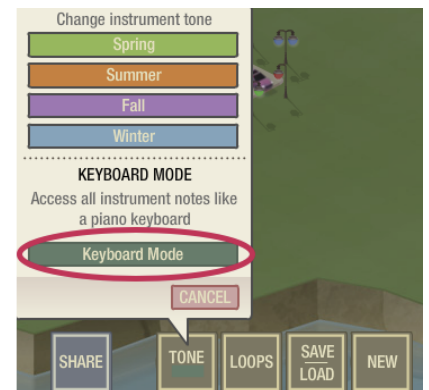 Change instrument tone
Spring
Summer
Fall
Winter
KEYBOARD MODE
Access all instrument notes like
a piano keyboard
Keyboard Mode
CANCEL
SHARE
TONE
LOOPS
SAVE
LOAD
NEW